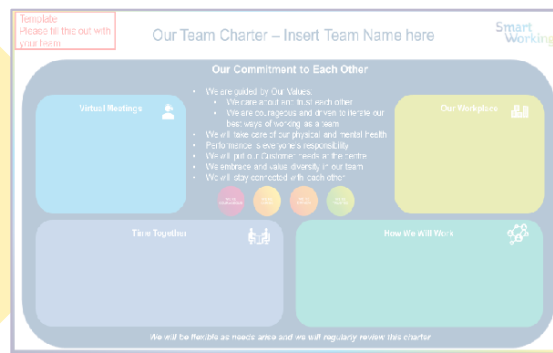 Template
Please fill this out with
your team
Our Team Charter – Insert Team Name here
Smart
Working
Our Commitment to Each Other
• We are guided by Our Values:
• We care about and trust each other
• We are courageous and driven to iterate our
best ways of working as a team
• We will take care of our physical and mental health
• Performance is everyone's responsibility
• We will put our Customer needs at the centre
• We embrace and value diversity in our team
• We will stay connected with each other
Virtual Meetings
Our Workplace
Time Together
How We Will Work
We will be flexible as needs arise and we will regularly review this charter